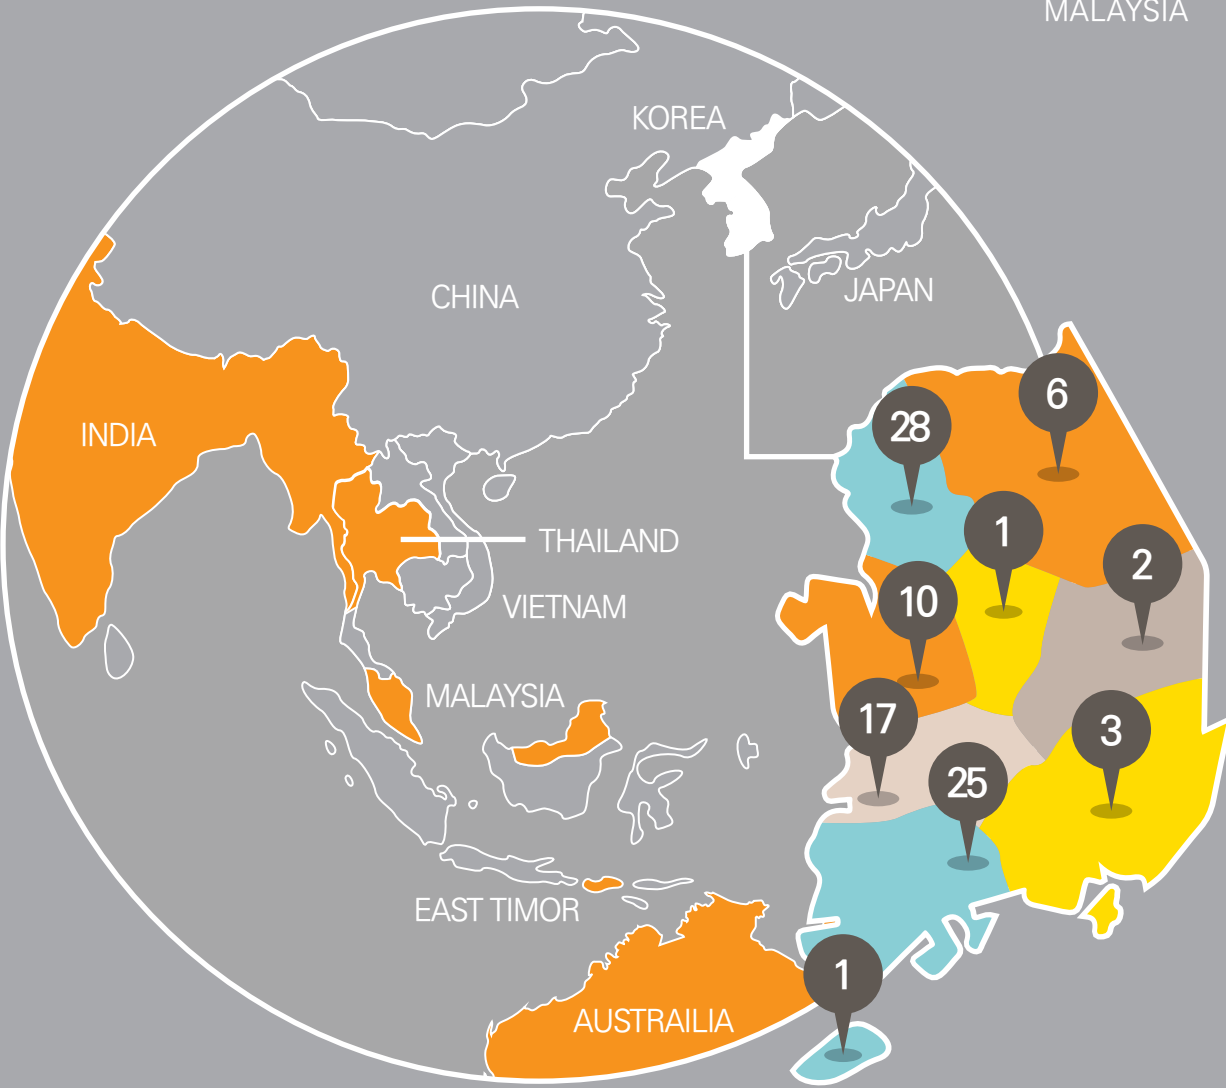 MALAYSIA
KOREA
CHINA
JAPAN
6
28
INDIA
1
THAILAND
2
10
VIETNAM
MALAYSIA
17
3
25
EAST TIMOR
1
AUSTRAILIA